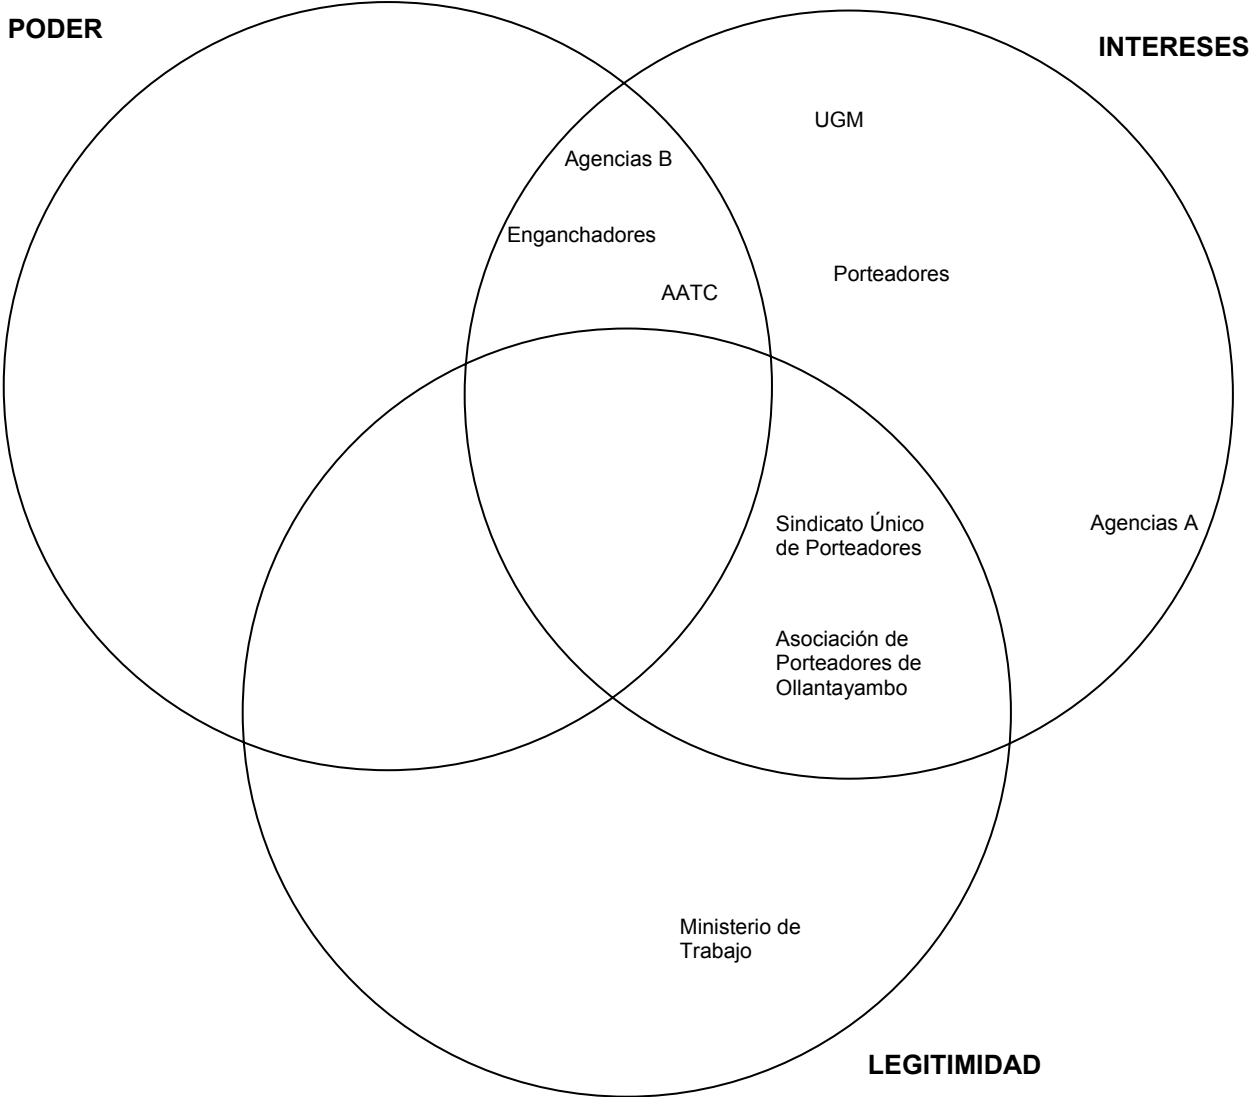 PODER
INTERESES
UGM
Agencias B
Enganchadores
Porteadores
AATC
Sindicato Único
de Porteadores
Agencias A
Asociación de
Porteadores de
Ollantayambo
Ministerio de
Trabajo
LEGITIMIDAD